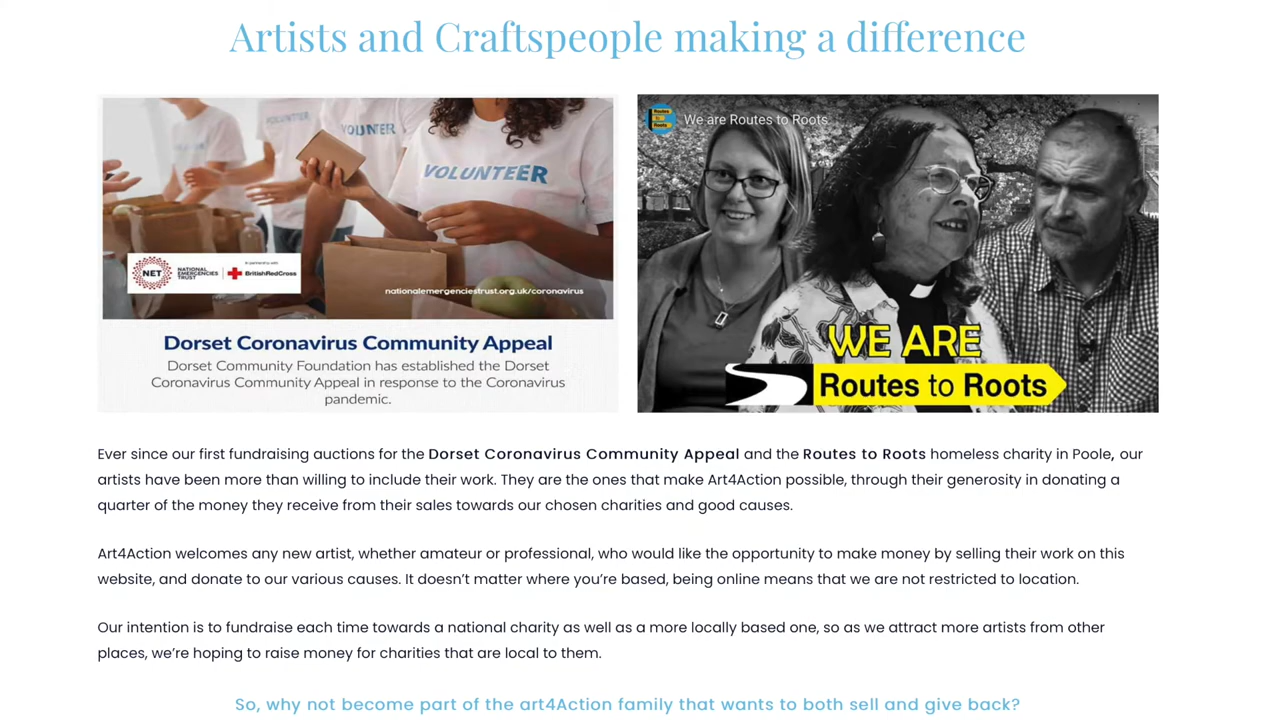 Artists and Craftspeople making a difference
VOLUNTEER
NET
NATIONAL
EMERGENCIES
TRUST
In partnership with
BritishRedCross
nationalemergenciestrust.org.uk/coronavirus
Dorset Coronavirus Community Appeal
Dorset Community Foundation has established the Dorset
Coronavirus Community Appeal in response to the Coronavirus
pandemic.
Routes
to
Roots
We are Routes to Roots
WE ARE
Routes to Roots
Ever since our first fundraising auctions for the Dorset Coronavirus Community Appeal and the Routes to Roots homeless charity in Poole, our
artists have been more than willing to include their work. They are the ones that make Art4Action possible, through their generosity in donating a
quarter of the money they receive from their sales towards our chosen charities and good causes.
Art4Action welcomes any new artist, whether amateur or professional, who would like the opportunity to make money by selling their work on this
website, and donate to our various causes. It doesn’t matter where you’re based, being online means that we are not restricted to location.
Our intention is to fundraise each time towards a national charity as well as a more locally based one, so as we attract more artists from other
places, we’re hoping to raise money for charities that are local to them.
So, why not become part of the art4Action family that wants to both sell and give back?